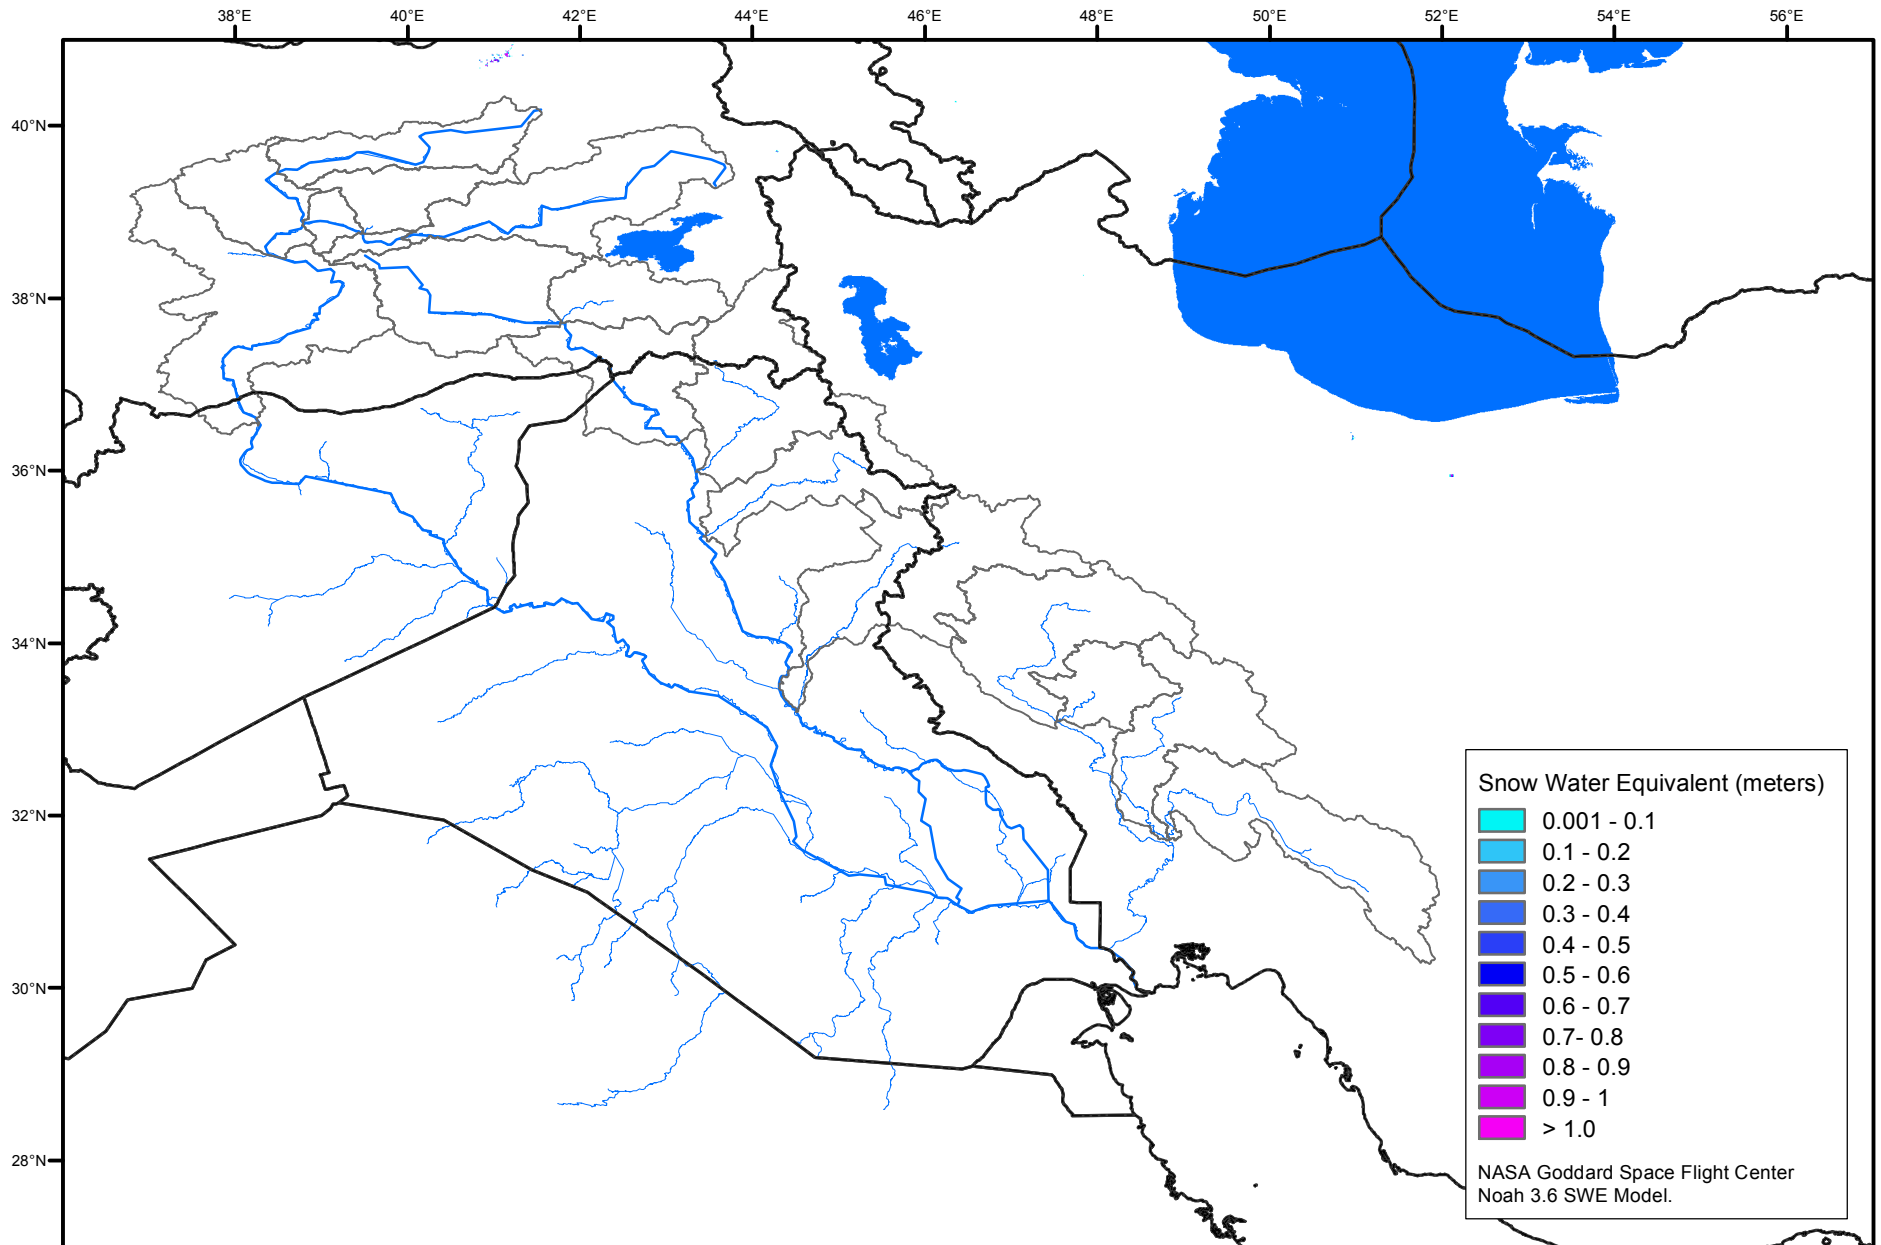 38°E 40°E 42°E 44°E 46°E 48°E 50°E 52°E 54°E 56°E
40°N
38°N
36°N
34°N
32°N
30°N
28°N
Snow Water Equivalent (meters)
0.001 - 0.1
0.1 - 0.2
0.2 - 0.3
0.3 - 0.4
0.4 - 0.5
0.5 - 0.6
0.6 - 0.7
0.7- 0.8
0.8 - 0.9
0.9 - 1
> 1.0
NASA Goddard Space Flight Center
Noah 3.6 SWE Model.